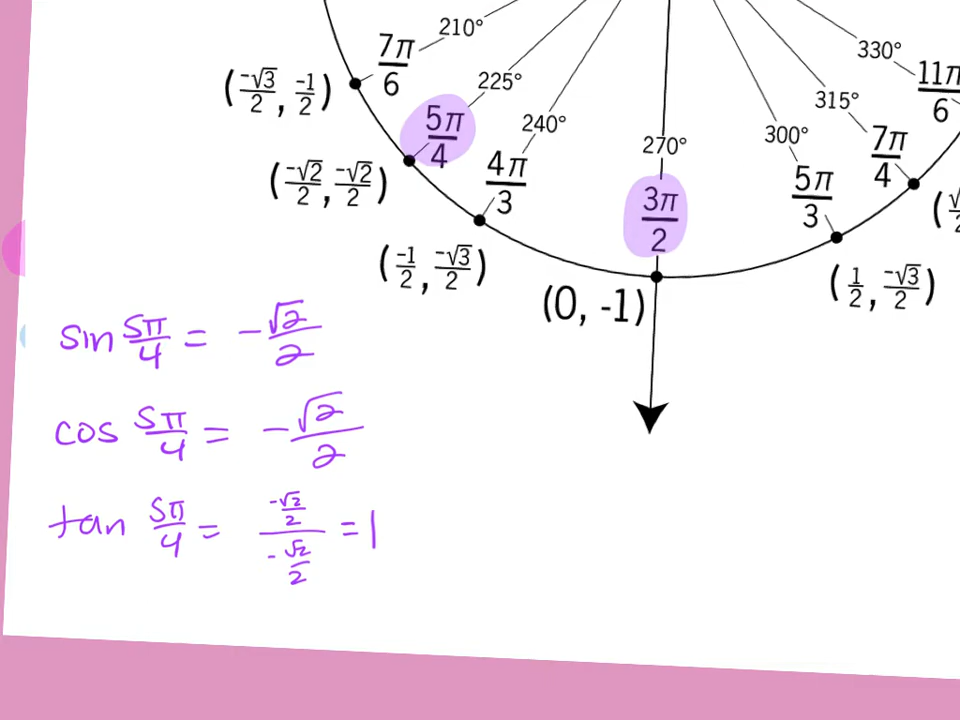 210°
7π/6
(-√3/2, -1/2)
225°
5π/4
(-√2/2, -√2/2)
240°
4π/3
(-1/2, -√3/2)
270°
3π/2
(0, -1)
300°
5π/3
(1/2, -√3/2)
315°
7π/4
330°
11π/6
sin 5π/4 = -√2/2
cos 5π/4 = -√2/2
tan 5π/4 = (-√2/2)/(-√2/2) = 1